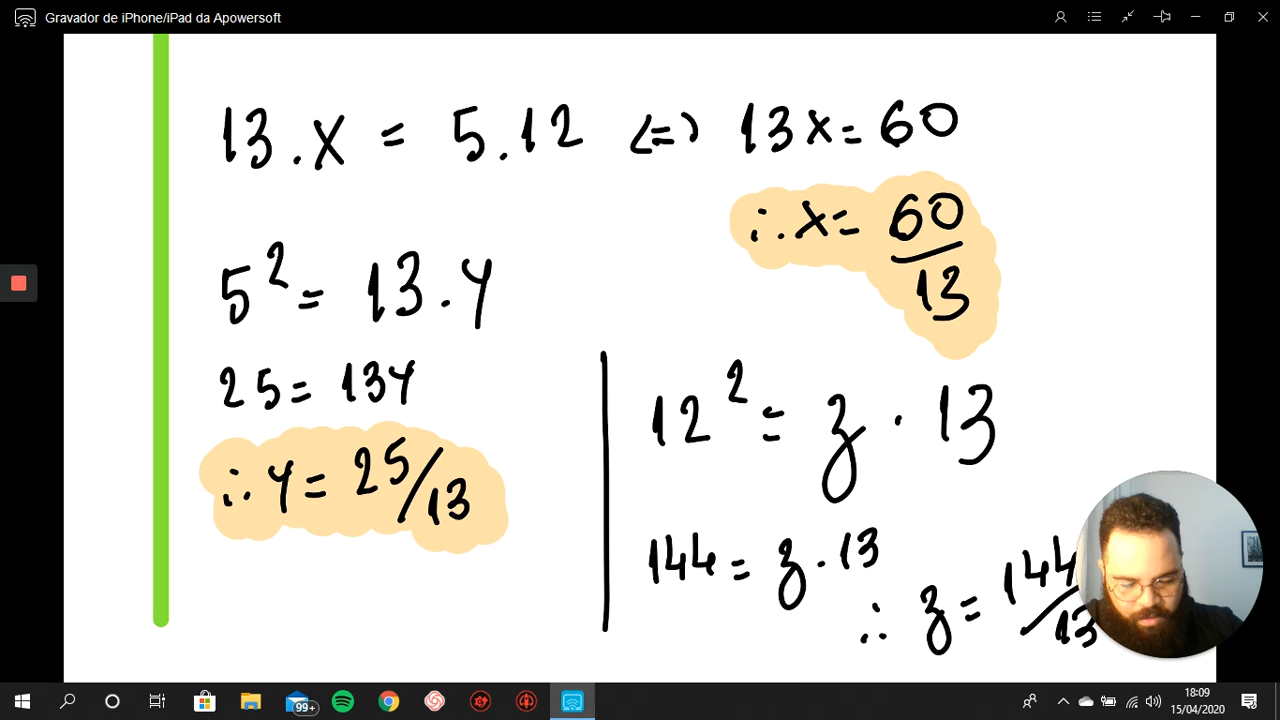 Gravador de iPhone/iPad da Apowersoft
13.x = 5.12 <=> 13x=60
∴x= 60/13
5²= 13.y
25= 13y
∴y= 25/13
12² = z . 13
144= z.13
∴ z= 144/13
99+
18:09
15/04/2020